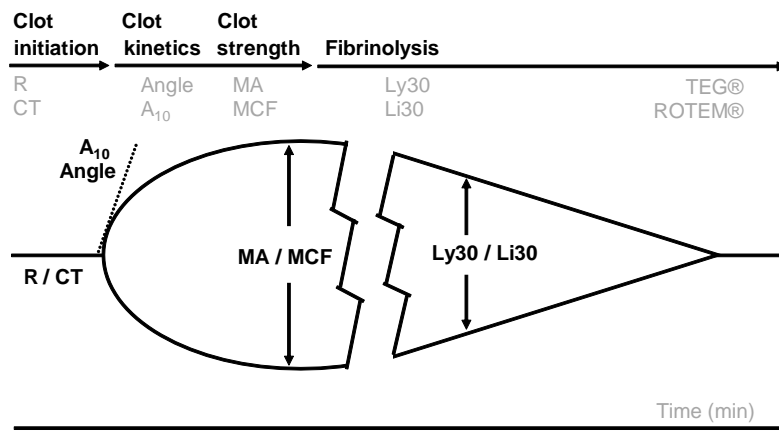 Clot initiation
Clot kinetics
Clot strength
Fibrinolysis
R Angle MA Ly30 TEG®
CT A₁₀ MCF Li30 ROTEM®
A₁₀
Angle
MA / MCF
Ly30 / Li30
R / CT
Time (min)